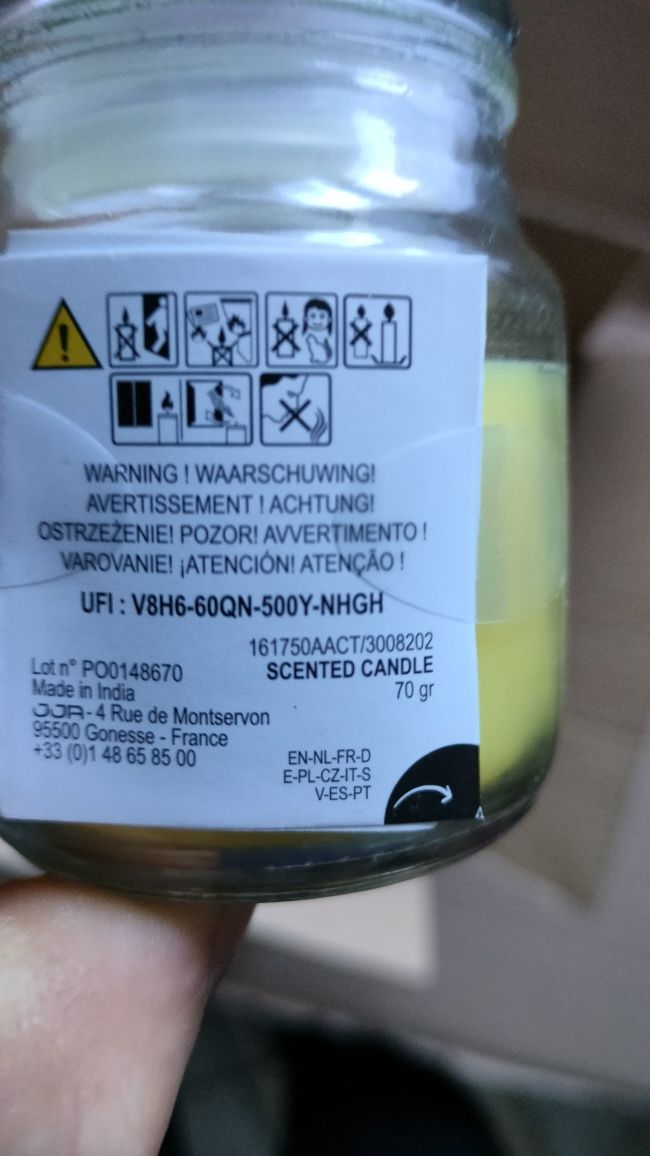 WARNING ! WAARSCHUWING!
AVERTISSEMENT ! ACHTUNG!
OSTRZEŻENIE! POZOR! AVVERTIMENTO !
VAROVANIE! ¡ATENCIÓN! ATENÇÃO !
UFI : V8H6-60QN-500Y-NHGH
161750AACT/3008202
SCENTED CANDLE
70 gr
Lot n° PO0148670
Made in India
JJA - 4 Rue de Montservon
95500 Gonesse - France
+33 (0)1 48 65 85 00
EN-NL-FR-D
E-PL-CZ-IT-S
V-ES-PT